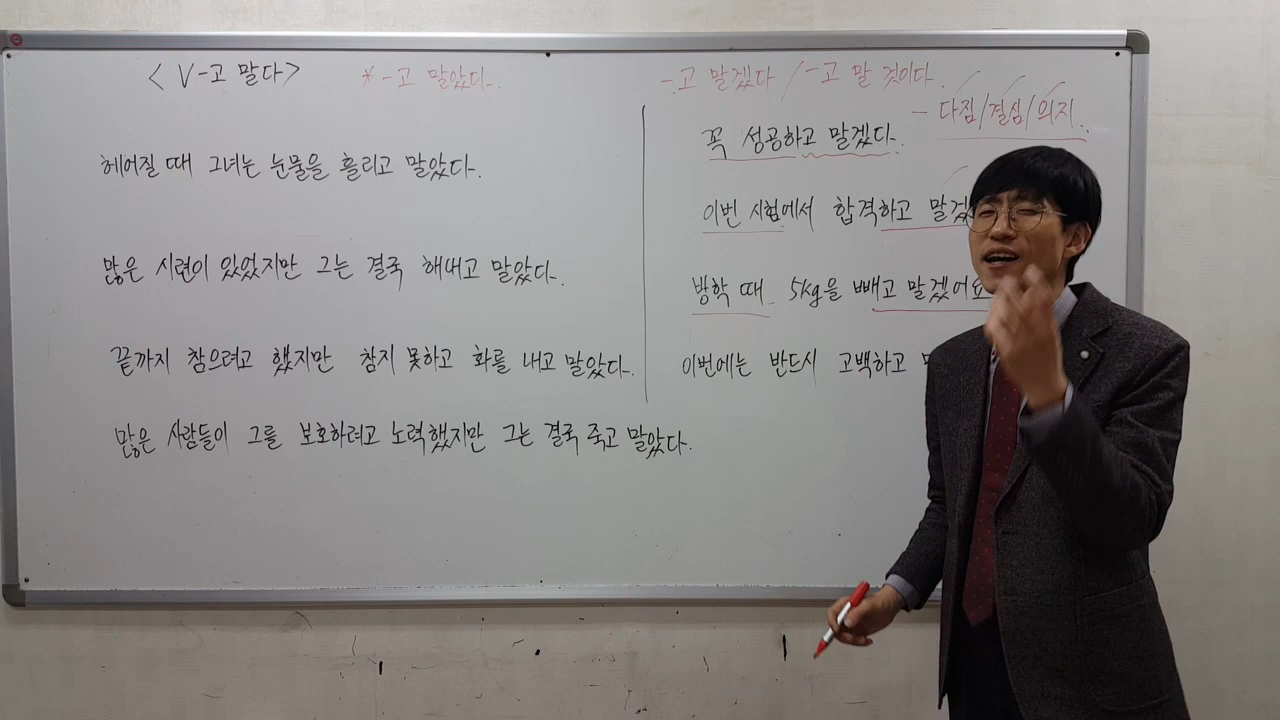 < V-고 말다>
* -고 말았다.
-고 말겠다 / -고 말 것이다.
- 다짐/결심/의지.
헤어질 때 그녀는 눈물을 흘리고 말았다.
많은 시련이 있었지만 그는 결국 해내고 말았다.
끝까지 참으려고 했지만 참지 못하고 화를 내고 말았다.
많은 사람들이 그를 보호하려고 노력했지만 그는 결국 죽고 말았다.
꼭 성공하고 말겠다.
이번 시험에서 합격하고 말겠
방학 때 5kg을 빼고 말겠어요
이번에는 반드시 고백하고